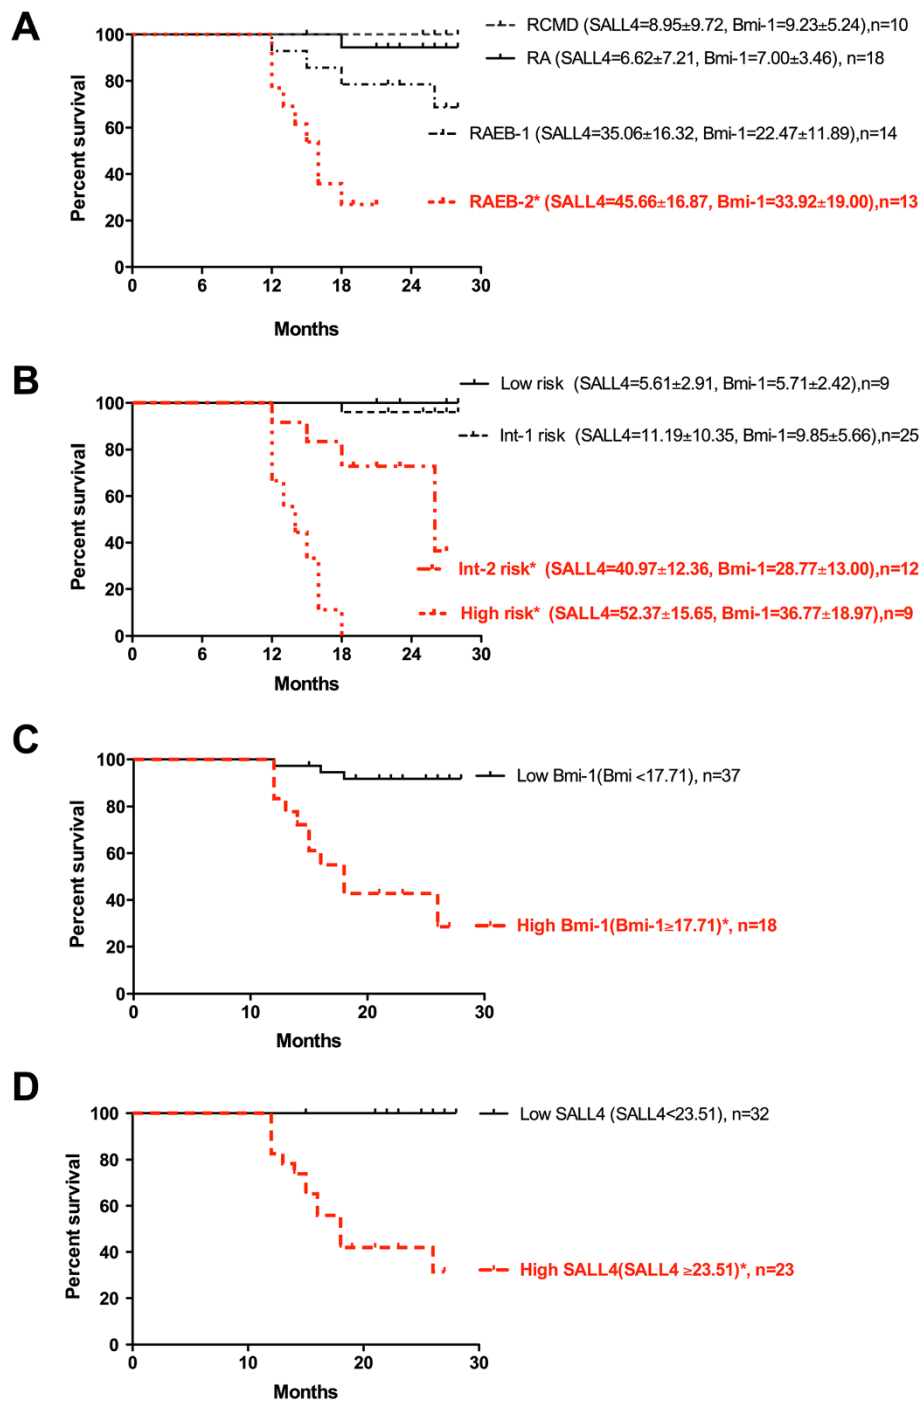 A
RCMD (SALL4=8.95±9.72, Bmi-1=9.23±5.24),n=10
RA (SALL4=6.62±7.21, Bmi-1=7.00±3.46), n=18
RAEB-1 (SALL4=35.06±16.32, Bmi-1=22.47±11.89),n=14
RAEB-2* (SALL4=45.66±16.87, Bmi-1=33.92±19.00),n=13
Percent survival
100
80
60
40
20
0
0 6 12 18 24 30
Months
B
Low risk (SALL4=5.61±2.91, Bmi-1=5.71±2.42),n=9
Int-1 risk (SALL4=11.19±10.35, Bmi-1=9.85±5.66),n=25
Int-2 risk* (SALL4=40.97±12.36, Bmi-1=28.77±13.00),n=12
High risk* (SALL4=52.37±15.65, Bmi-1=36.77±18.97),n=9
Percent survival
100
80
60
40
20
0
0 6 12 18 24 30
Months
C
Low Bmi-1(Bmi <17.71), n=37
High Bmi-1(Bmi-1≥17.71)*, n=18
Percent survival
100
80
60
40
20
0
0 10 20 30
Months
D
Low SALL4 (SALL4<23.51), n=32
High SALL4(SALL4 ≥23.51)*, n=23
Percent survival
100
80
60
40
20
0
0 10 20 30
Months